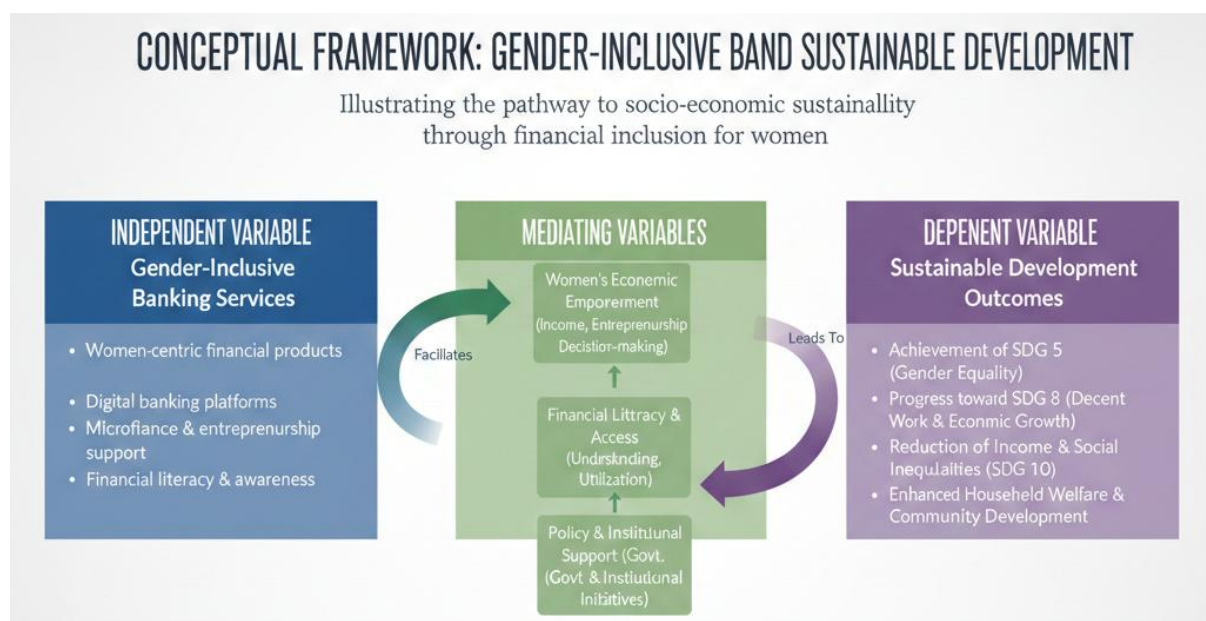 CONCEPTUAL FRAMEWORK: GENDER-INCLUSIVE BAND SUSTAINABLE DEVELOPMENT
Illustrating the pathway to socio-economic sustainallity
through financial inclusion for women
INDEPENDENT VARIABLE
Gender-Inclusive
Banking Services
• Women-centric financial products
• Digital banking platforms
• Microfiance & entreprenurship
support
• Financial literacy & awareness
Facillates
MEDIATING VARIABLES
Women's Economic
Emporerment
(Income, Entreprenurship
Decistior-making)
Financial Littracy &
Access
(Undrsknding,
Utilization)
Policy & Institlunal
Support (Govt.
(Govt & Instilutional
Initiatives)
Leads To
DEPENENT VARIABLE
Sustainable Development
Outcomes
• Achievement of SDG 5
(Gender Equality)
• Progress toward SDG 8 (Decent
Work & Econmic Growth)
• Reduction of Income & Social
Inequlaities (SDG 10)
• Enhanced Househeld Welfare &
Community Development